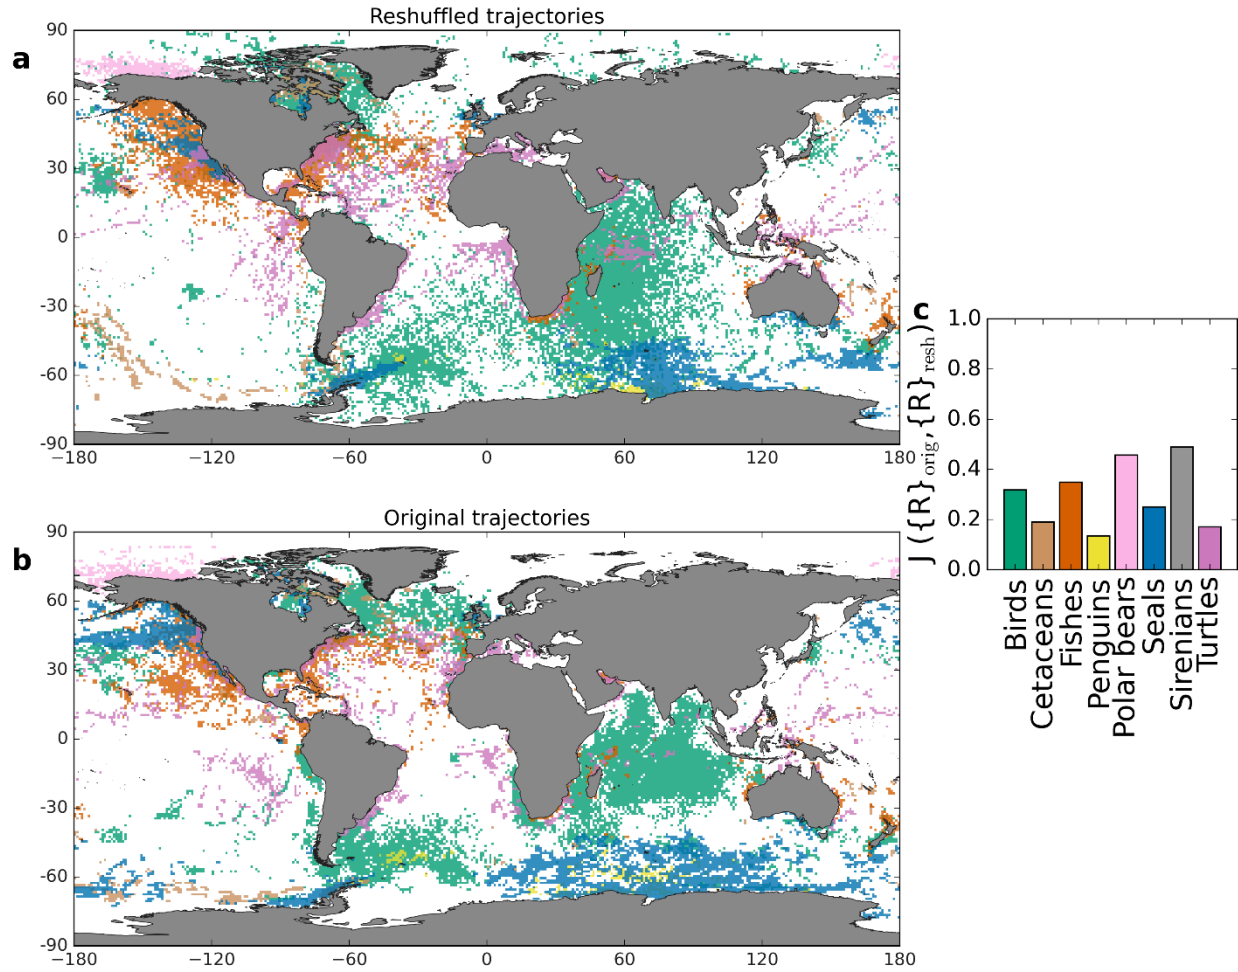 Reshuffled trajectories
a
90
60
30
0
-30
-60
-90
−180
−120
−60
0
60
120
180
Original trajectories
b
90
60
30
0
-30
-60
-90
−180
−120
−60
0
60
120
180
c
J ({R}orig,{R}resh)
1.0
0.8
0.6
0.4
0.2
0.0
Birds
Cetaceans
Fishes
Penguins
Polar bears
Seals
Sirenians
Turtles